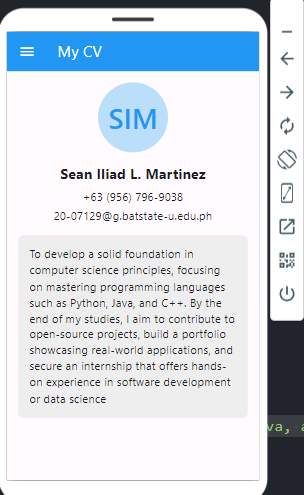 My CV
SIM
Sean Iliad L. Martinez
+63 (956) 796-9038
20-07129@g.batstate-u.edu.ph
To develop a solid foundation in
computer science principles, focusing
on mastering programming languages
such as Python, Java, and C++. By the
end of my studies, I aim to contribute to
open-source projects, build a portfolio
showcasing real-world applications, and
secure an internship that offers hands-
on experience in software development
or data science
va, a